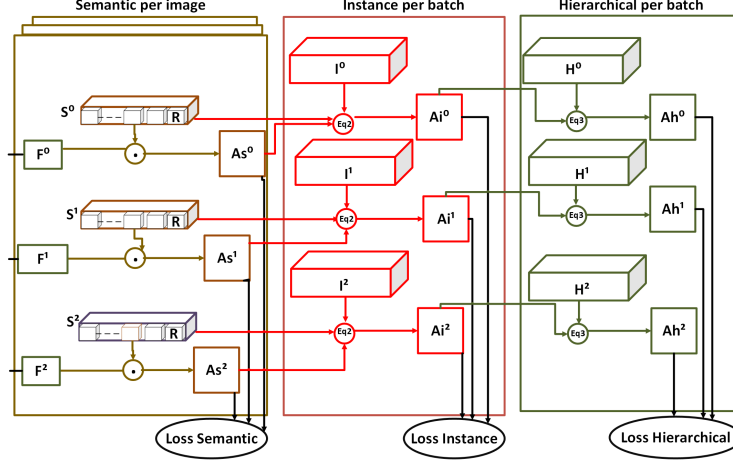 Semantic per image
Instance per batch
Hierarchical per batch
S⁰
R
F⁰
.
As⁰
I⁰
Eq2
Ai⁰
H⁰
Eq3
Ah⁰
S¹
R
F¹
.
As¹
I¹
Eq2
Ai¹
H¹
Eq3
Ah¹
S²
R
F²
.
As²
I²
Eq2
Ai²
H²
Eq3
Ah²
Loss Semantic
Loss Instance
Loss Hierarchical